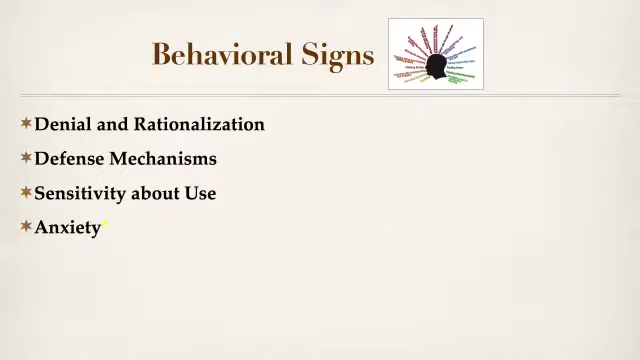 Behavioral Signs
Denial and Rationalization
Defense Mechanisms
Sensitivity about Use
Anxiety